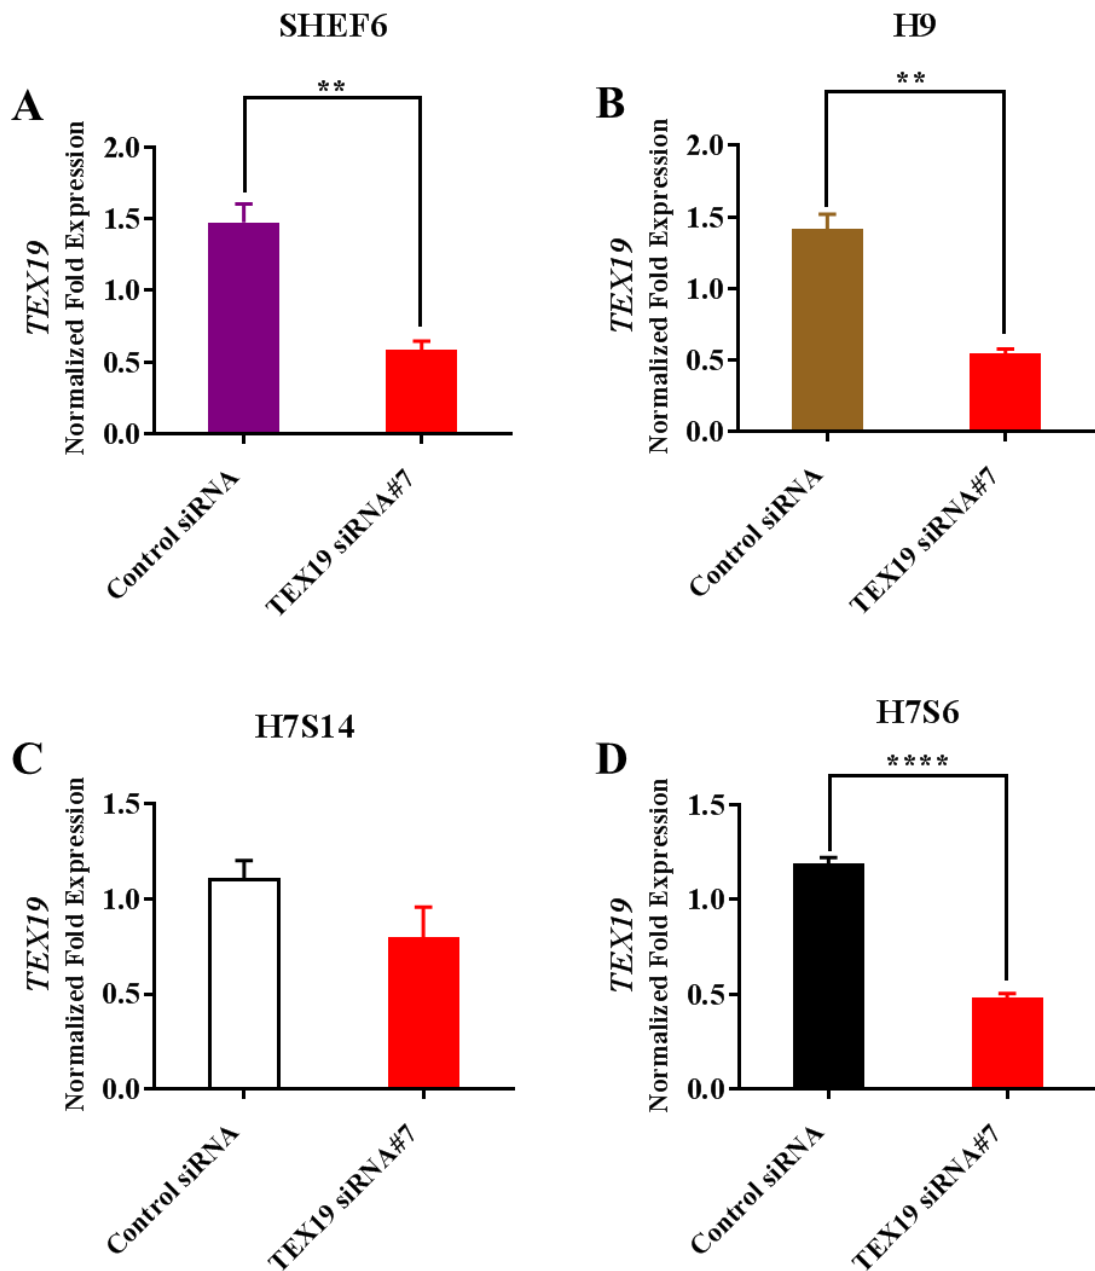 SHEF6
A
**
TEX19
Normalized Fold Expression
2.0
1.5
1.0
0.5
0.0
Control siRNA
TEX19 siRNA#7
H9
B
**
TEX19
Normalized Fold Expression
2.0
1.5
1.0
0.5
0.0
Control siRNA
TEX19 siRNA#7
H7S14
C
TEX19
Normalized Fold Expression
1.5
1.0
0.5
0.0
Control siRNA
TEX19 siRNA#7
H7S6
D
****
TEX19
Normalized Fold Expression
1.5
1.0
0.5
0.0
Control siRNA
TEX19 siRNA#7